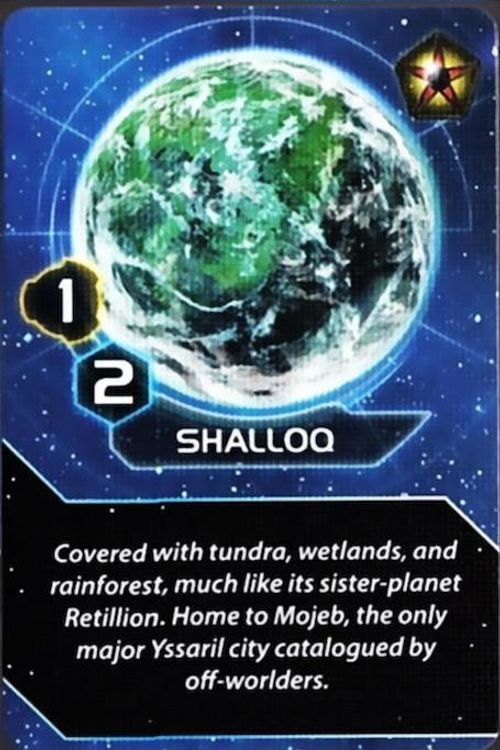 1
2
SHALLOQ
Covered with tundra, wetlands, and
rainforest, much like its sister-planet
Retillion. Home to Mojeb, the only
major Yssaril city catalogued by
off-worlders.